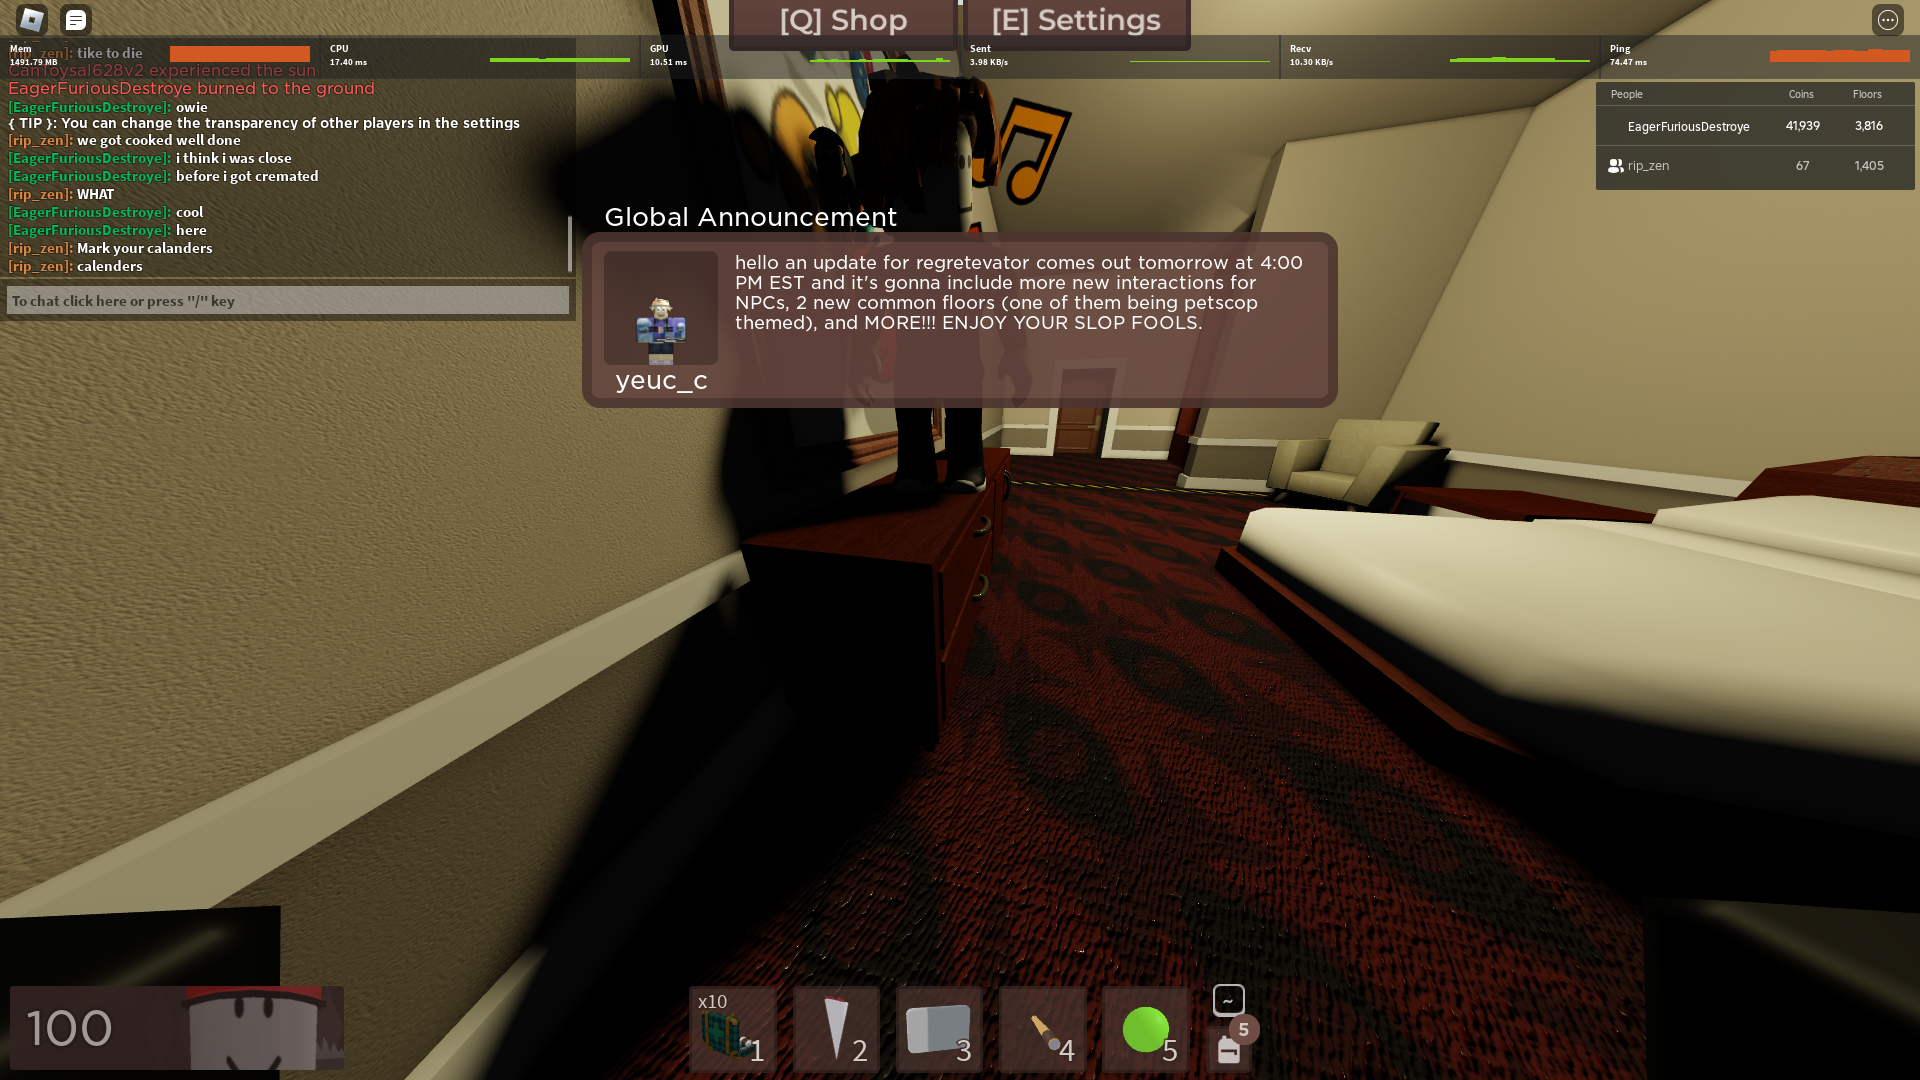 [Q] Shop
[E] Settings
Mem
1491.79 MB
CPU
17.40 ms
GPU
10.51 ms
Sent
3.98 KB/s
Recv
10.30 KB/s
Ping
74.47 ms
[rip_zen]: tike to die
CanToysal628v2 experienced the sun
EagerFuriousDestroye burned to the ground
[EagerFuriousDestroye]: owie
{ TIP }: You can change the transparency of other players in the settings
[rip_zen]: we got cooked well done
[EagerFuriousDestroye]: i think i was close
[EagerFuriousDestroye]: before i got cremated
[rip_zen]: WHAT
[EagerFuriousDestroye]: cool
[EagerFuriousDestroye]: here
[rip_zen]: Mark your calanders
[rip_zen]: calenders
To chat click here or press "/" key
People Coins Floors
EagerFuriousDestroye 41,939 3,816
rip_zen 67 1,405
Global Announcement
hello an update for regretevator comes out tomorrow at 4:00
PM EST and it's gonna include more new interactions for
NPCs, 2 new common floors (one of them being petscop
themed), and MORE!!! ENJOY YOUR SLOP FOOLS.
yeuc_c
100
x10
1
2
3
4
5
~
5